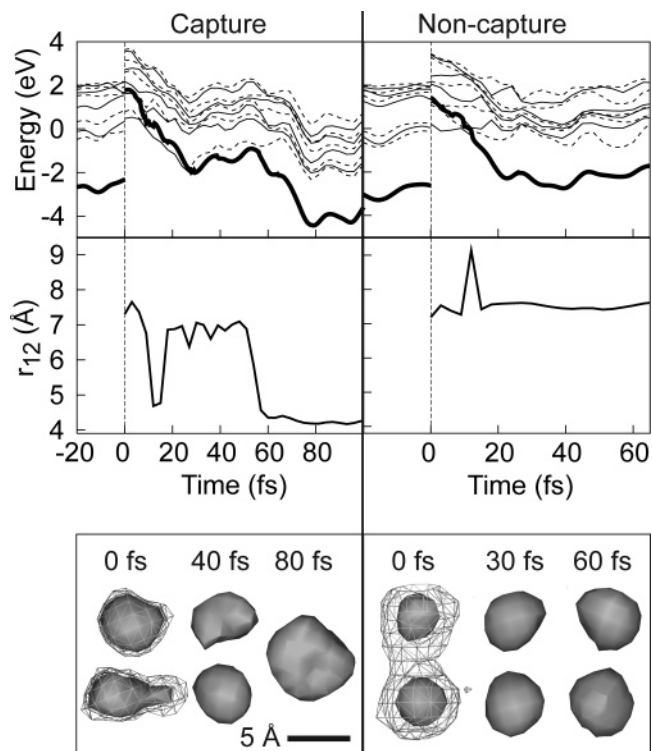 Capture Non-capture
Energy (eV)
4
2
0
-2
-4
r12 (Å)
9
8
7
6
5
4
-20 0 20 40 60 80 0 20 40 60
Time (fs) Time (fs)
0 fs 40 fs 80 fs 0 fs 30 fs 60 fs
5 Å